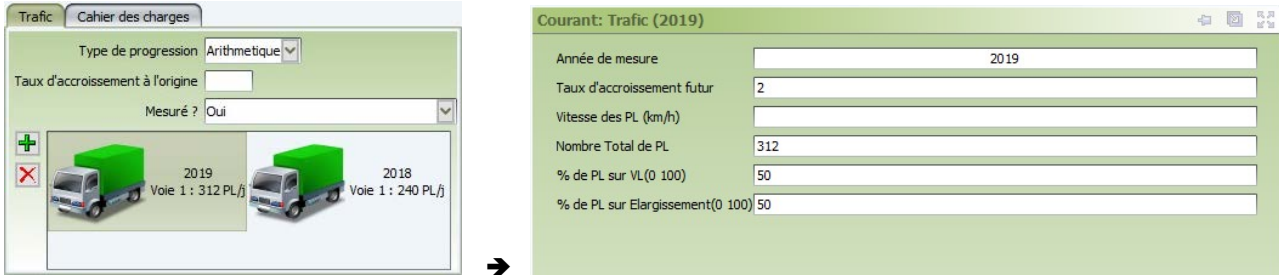 Trafic
Cahier des charges
Type de progression Arithmetique
Taux d'accroissement à l'origine
Mesuré ? Oui
2019
Voie 1 : 312 PL/j
2018
Voie 1 : 240 PL/j
➔
Courant: Trafic (2019)
Année de mesure 2019
Taux d'accroissement futur 2
Vitesse des PL (km/h)
Nombre Total de PL 312
% de PL sur VL(0 100) 50
% de PL sur Elargissement(0 100) 50